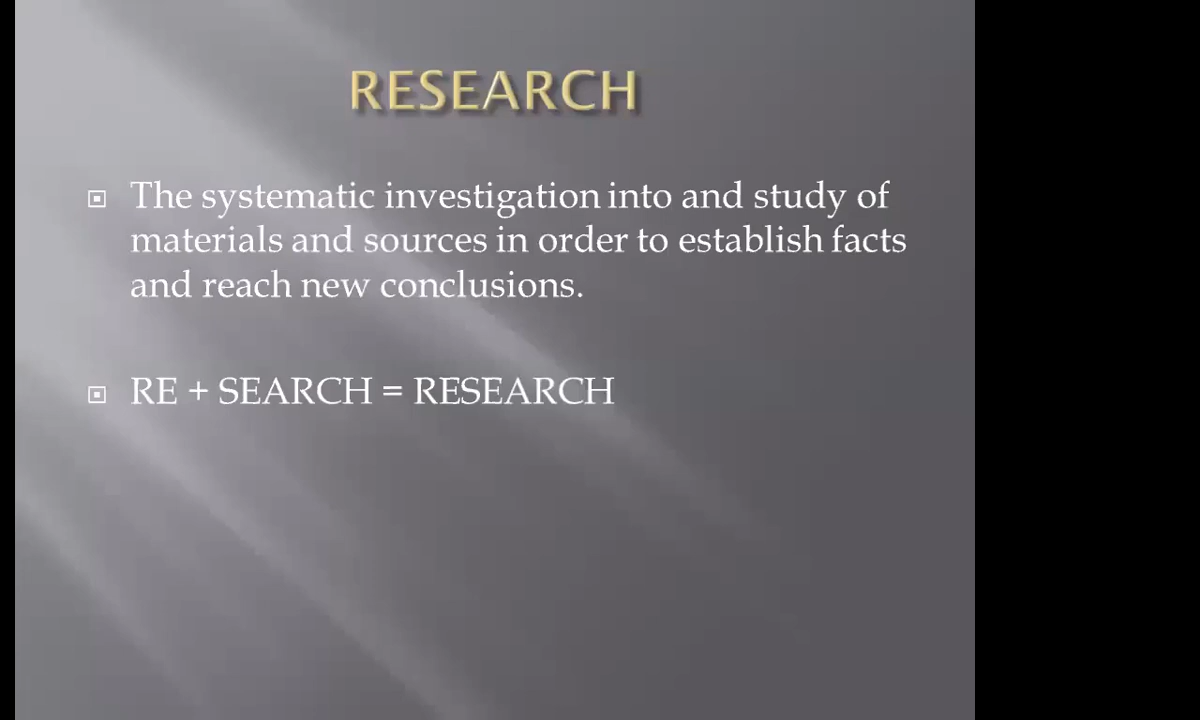 RESEARCH
The systematic investigation into and study of
materials and sources in order to establish facts
and reach new conclusions.
RE + SEARCH = RESEARCH